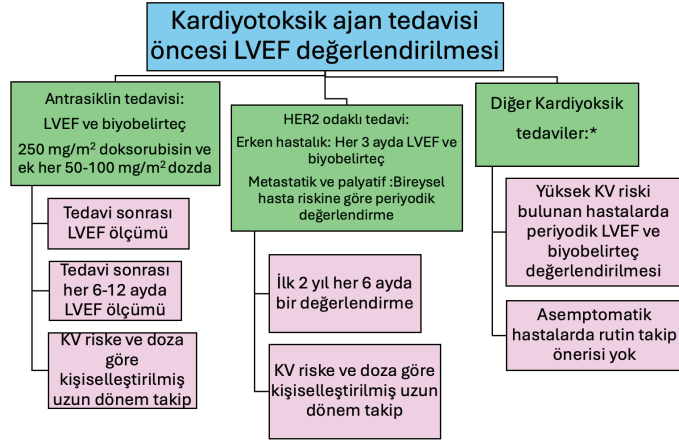 Kardiyotoksik ajan tedavisi
öncesi LVEF değerlendirilmesi
Antrasiklin tedavisi:
LVEF ve biyobelirteç
250 mg/m² doksorubisin ve
ek her 50-100 mg/m² dozda
Tedavi sonrası
LVEF ölçümü
Tedavi sonrası
her 6-12 ayda
LVEF ölçümü
KV riske ve doza göre
kişiselleştirilmiş
uzun dönem takip
HER2 odaklı tedavi:
Erken hastalık: Her 3 ayda LVEF ve
biyobelirteç
Metastatik ve palyatif :Bireysel
hasta riskine göre periyodik
değerlendirme
İlk 2 yıl her 6 ayda
bir değerlendirme
KV riske ve doza göre
kişiselleştirilmiş uzun
dönem takip
Diğer Kardiyoksik
tedaviler:*
Yüksek KV riski
bulunan hastalarda
periyodik LVEF ve
biyobelirteç
değerlendirilmesi
Asemptomatik
hastalarda rutin takip
önerisi yok